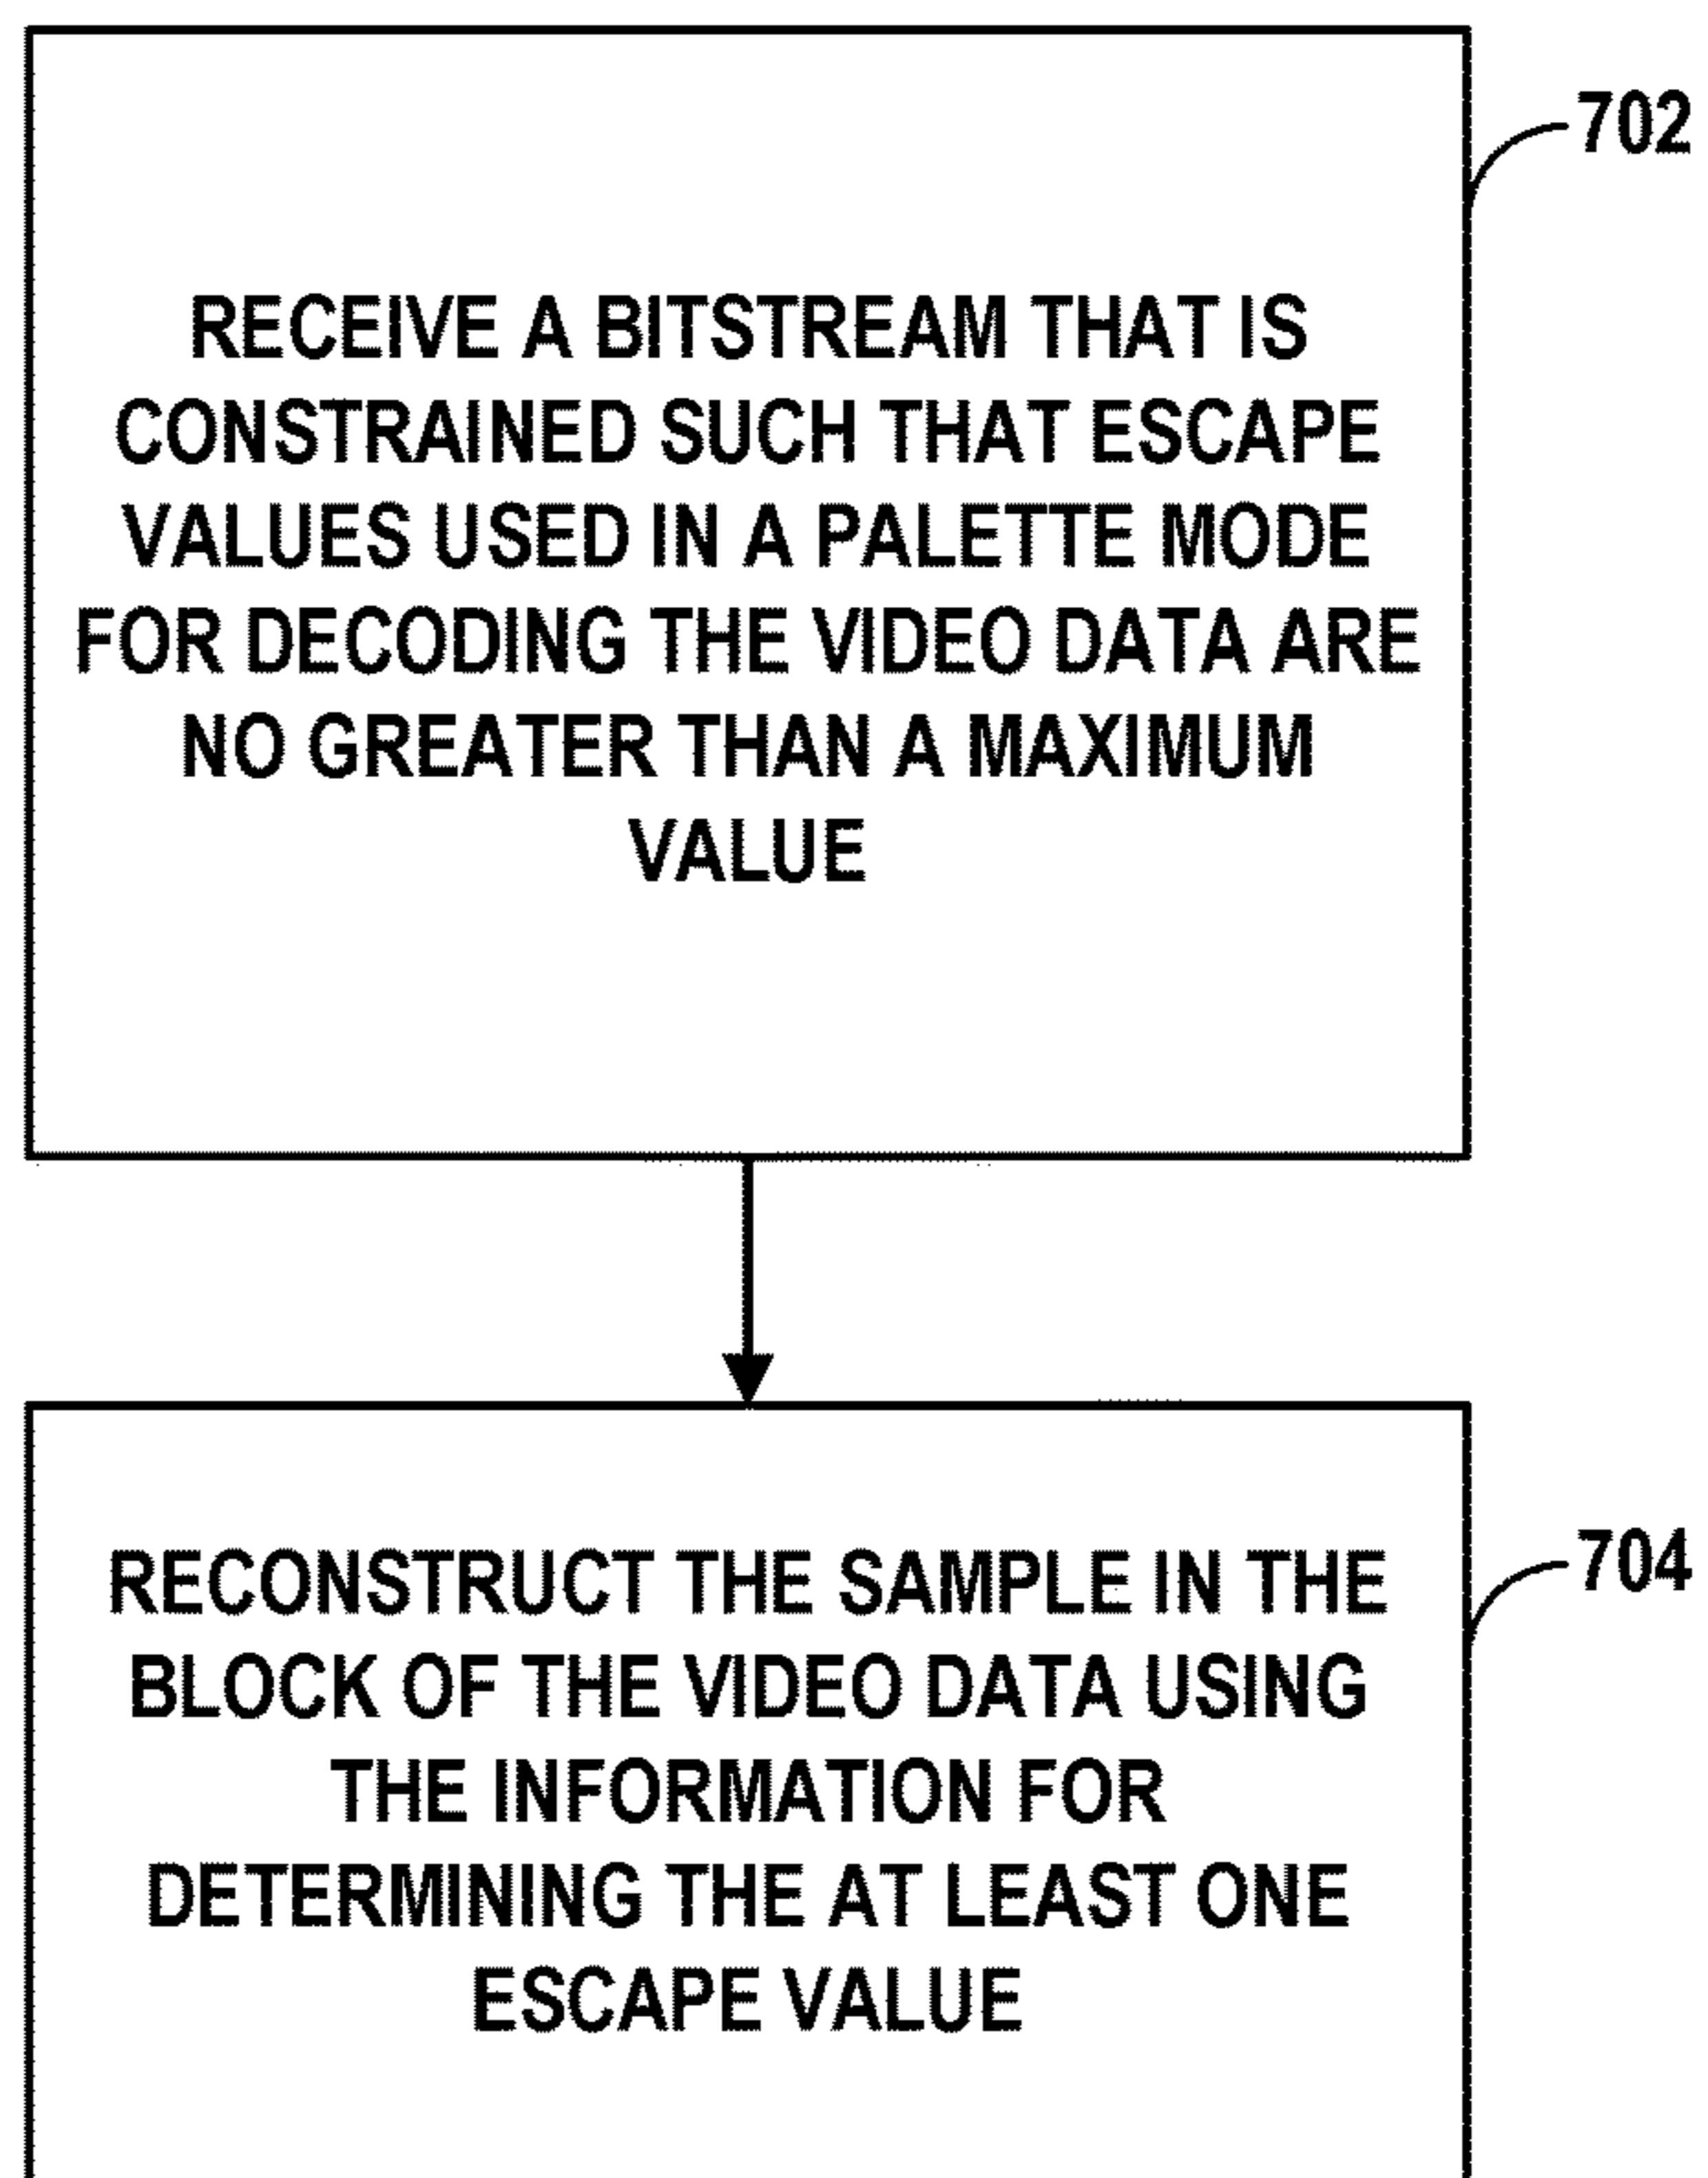 702
RECEIVE A BITSTREAM THAT IS
CONSTRAINED SUCH THAT ESCAPE
VALUES USED IN A PALETTE MODE
FOR DECODING THE VIDEO DATA ARE
NO GREATER THAN A MAXIMUM
VALUE
704
RECONSTRUCT THE SAMPLE IN THE
BLOCK OF THE VIDEO DATA USING
THE INFORMATION FOR
DETERMINING THE AT LEAST ONE
ESCAPE VALUE